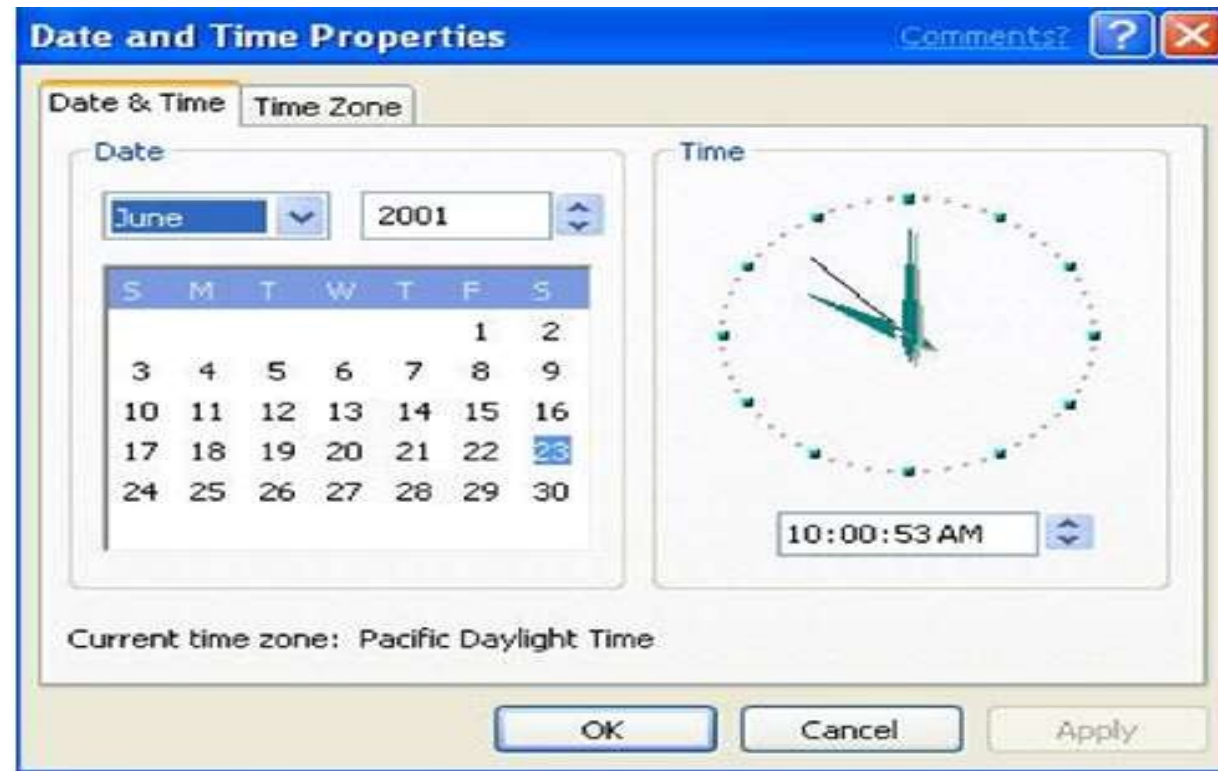 Date and Time Properties Comments?
Date & Time Time Zone
Date
June 2001
S M T W T F S
1 2
3 4 5 6 7 8 9
10 11 12 13 14 15 16
17 18 19 20 21 22 23
24 25 26 27 28 29 30
Time
10:00:53 AM
Current time zone: Pacific Daylight Time
OK Cancel Apply